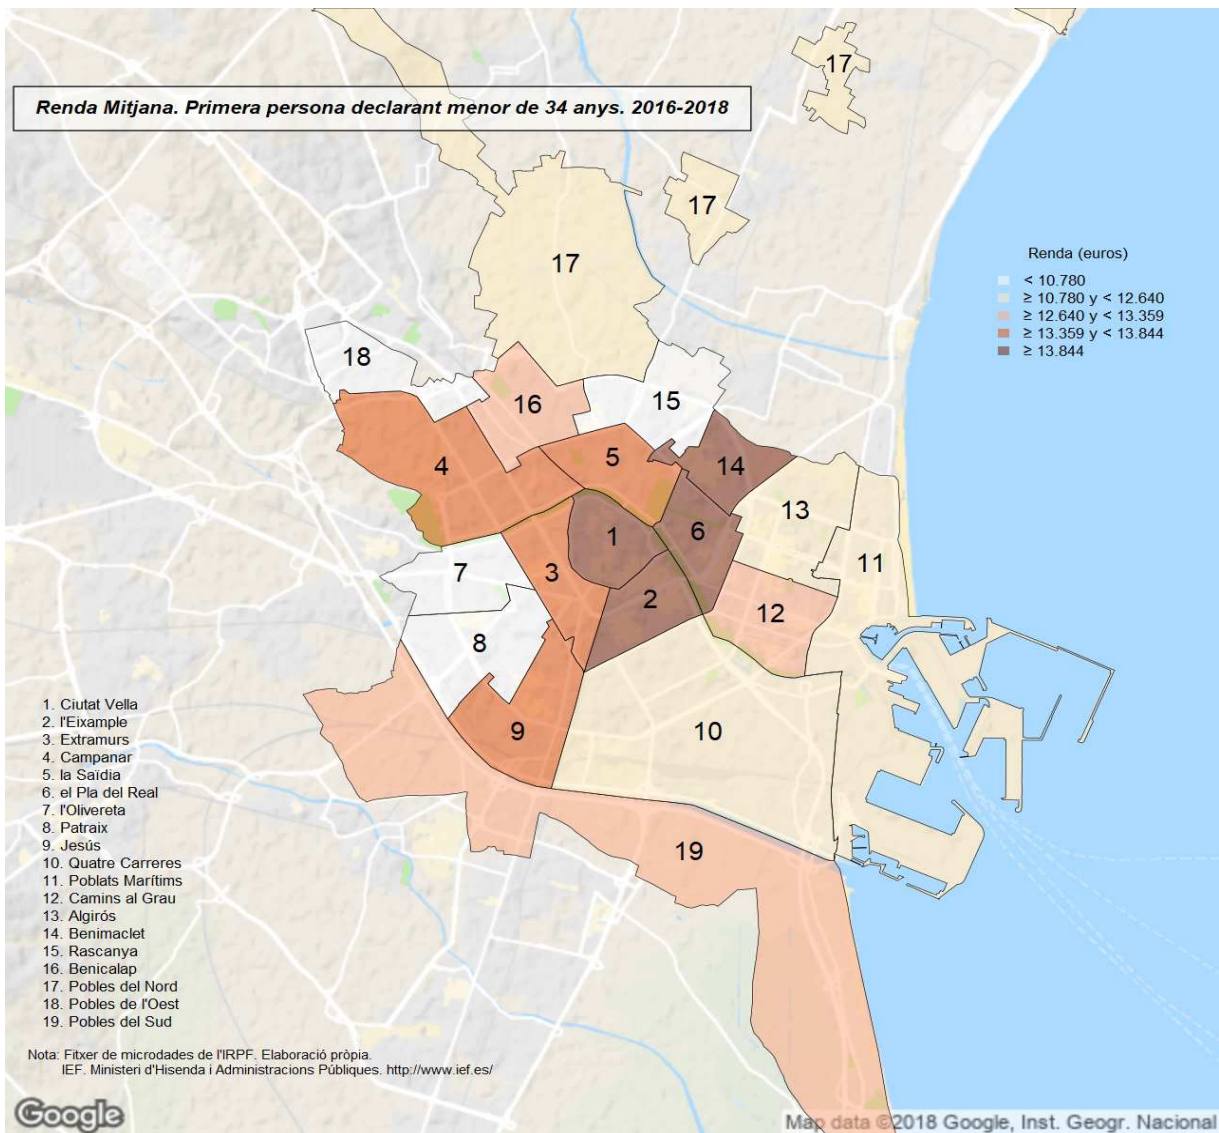 Renda Mitjana. Primera persona declarant menor de 34 anys. 2016-2018
17
17
17
Renda (euros)
< 10.780
≥ 10.780 y < 12.640
≥ 12.640 y < 13.359
≥ 13.359 y < 13.844
≥ 13.844
18
16
15
4
5
14
13
1
6
11
7
3
2
12
8
9
10
19
1. Ciutat Vella
2. l'Eixample
3. Extramurs
4. Campanar
5. la Saïdia
6. el Pla del Real
7. l'Olivereta
8. Patraix
9. Jesús
10. Quatre Carreres
11. Poblats Marítims
12. Camins al Grau
13. Algirós
14. Benimaclet
15. Rascanya
16. Benicalap
17. Pobles del Nord
18. Pobles de l'Oest
19. Pobles del Sud
Nota: Fitxer de microdades de l'IRPF. Elaboració pròpia.
IEF. Ministeri d'Hisenda i Administracions Públiques. http://www.ief.es/
Google
Map data ©2018 Google, Inst. Geogr. Nacional